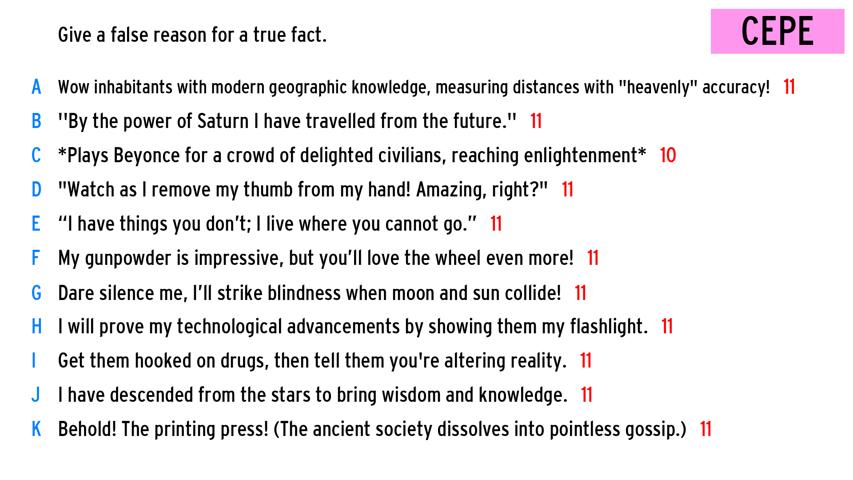 Give a false reason for a true fact.
CEPE
A Wow inhabitants with modern geographic knowledge, measuring distances with "heavenly" accuracy! 11
B "By the power of Saturn I have travelled from the future." 11
C *Plays Beyonce for a crowd of delighted civilians, reaching enlightenment* 10
D "Watch as I remove my thumb from my hand! Amazing, right?" 11
E “I have things you don’t; I live where you cannot go.” 11
F My gunpowder is impressive, but you’ll love the wheel even more! 11
G Dare silence me, I’ll strike blindness when moon and sun collide! 11
H I will prove my technological advancements by showing them my flashlight. 11
I Get them hooked on drugs, then tell them you're altering reality. 11
J I have descended from the stars to bring wisdom and knowledge. 11
K Behold! The printing press! (The ancient society dissolves into pointless gossip.) 11